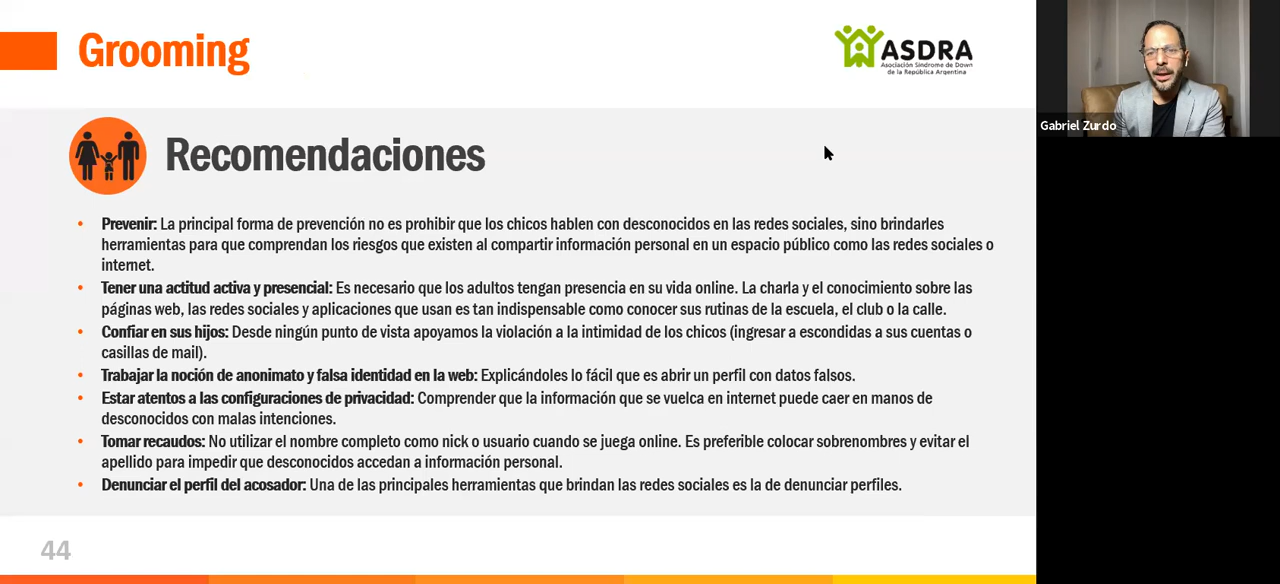 Grooming
ASDRA
Asociación Síndrome de Down
de la República Argentina
Gabriel Zurdo
Recomendaciones
• Prevenir: La principal forma de prevención no es prohibir que los chicos hablen con desconocidos en las redes sociales, sino brindarles
herramientas para que comprendan los riesgos que existen al compartir información personal en un espacio público como las redes sociales o
internet.
• Tener una actitud activa y presencial: Es necesario que los adultos tengan presencia en su vida online. La charla y el conocimiento sobre las
páginas web, las redes sociales y aplicaciones que usan es tan indispensable como conocer sus rutinas de la escuela, el club o la calle.
• Confiar en sus hijos: Desde ningún punto de vista apoyamos la violación a la intimidad de los chicos (ingresar a escondidas a sus cuentas o
casillas de mail).
• Trabajar la noción de anonimato y falsa identidad en la web: Explicándoles lo fácil que es abrir un perfil con datos falsos.
• Estar atentos a las configuraciones de privacidad: Comprender que la información que se vuelca en internet puede caer en manos de
desconocidos con malas intenciones.
• Tomar recaudos: No utilizar el nombre completo como nick o usuario cuando se juega online. Es preferible colocar sobrenombres y evitar el
apellido para impedir que desconocidos accedan a información personal.
• Denunciar el perfil del acosador: Una de las principales herramientas que brindan las redes sociales es la de denunciar perfiles.
44